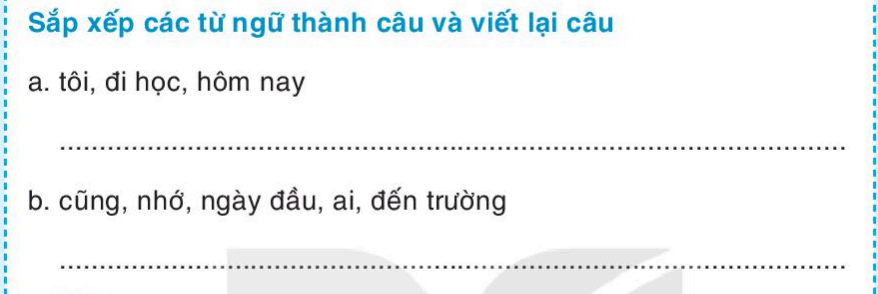 Sắp xếp các từ ngữ thành câu và viết lại câu
a. tôi, đi học, hôm nay
................................................................................
b. cũng, nhớ, ngày đầu, ai, đến trường
................................................................................